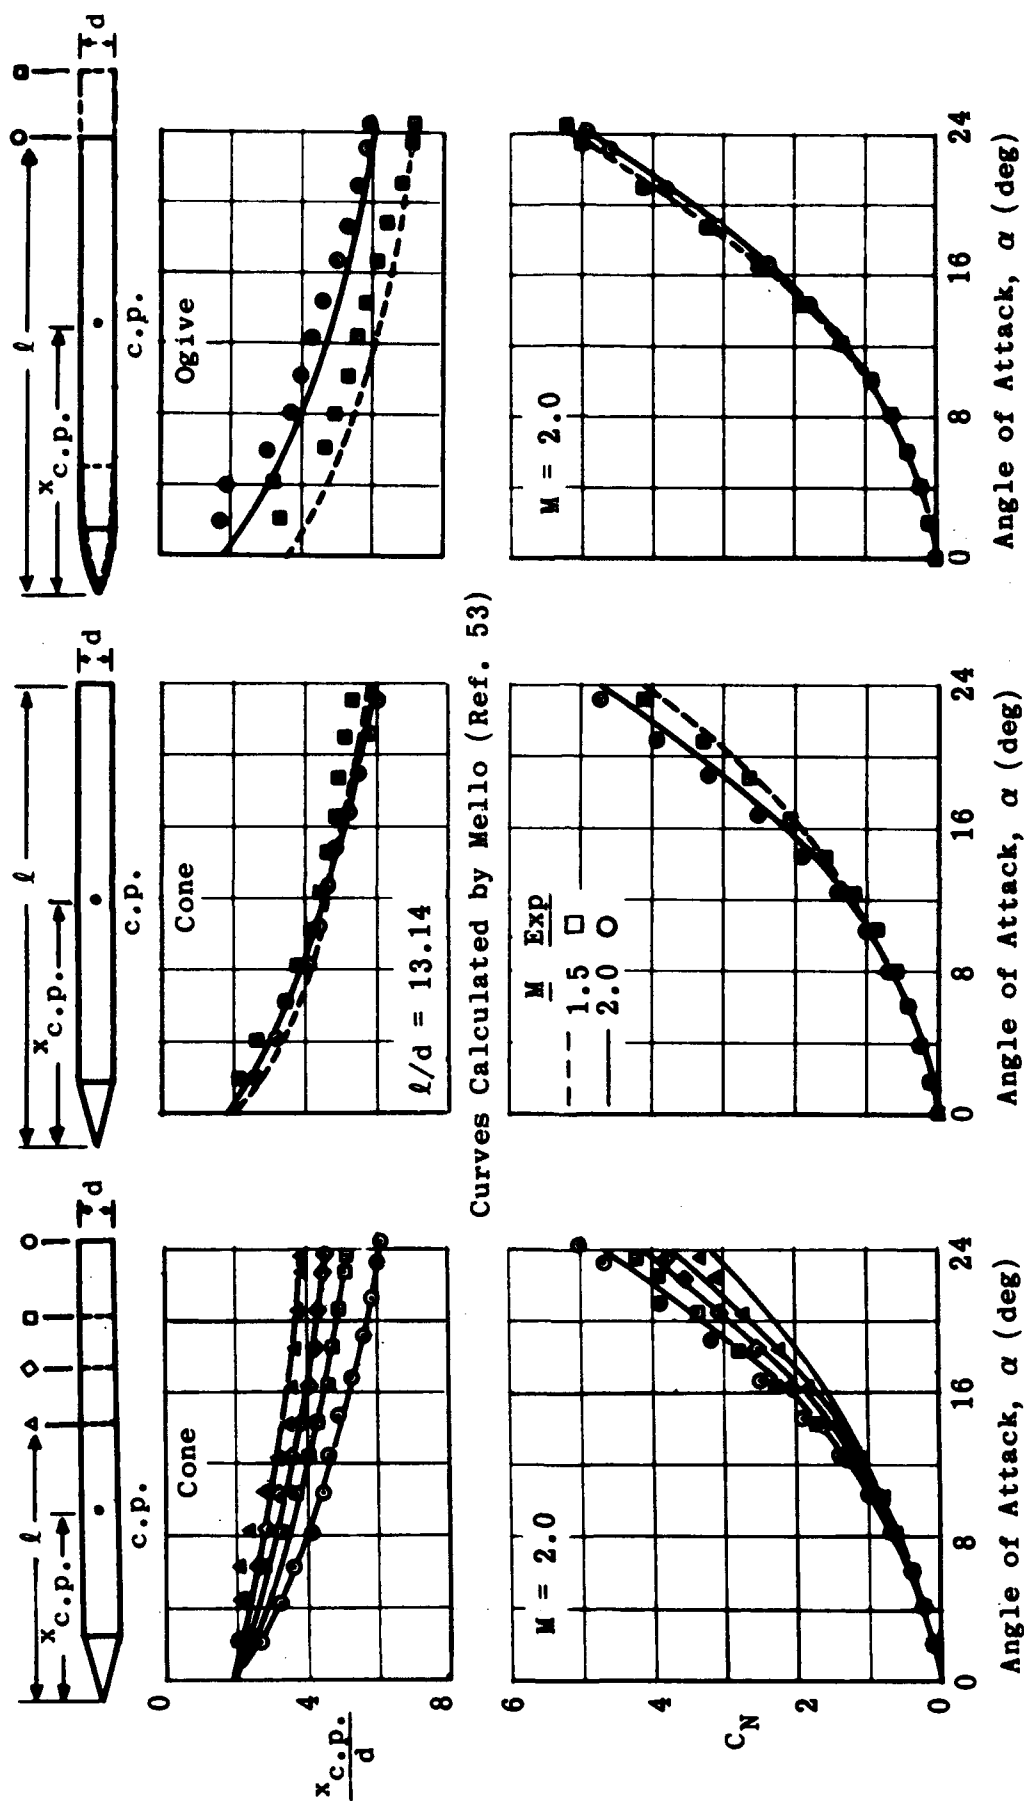 d
ℓ
x c.p.
c.p.
d
ℓ
x c.p.
c.p.
d
ℓ
x c.p.
c.p.
x c.p.
d
0
4
8
Cone
Cone
ℓ/d = 13.14
Ogive
Curves Calculated by Mello (Ref. 53)
C_N
6
4
2
0
M = 2.0
0 8 16 24
Angle of Attack, α (deg)
M Exp
1.5
2.0
0 8 16 24
Angle of Attack, α (deg)
M = 2.0
0 8 16 24
Angle of Attack, α (deg)